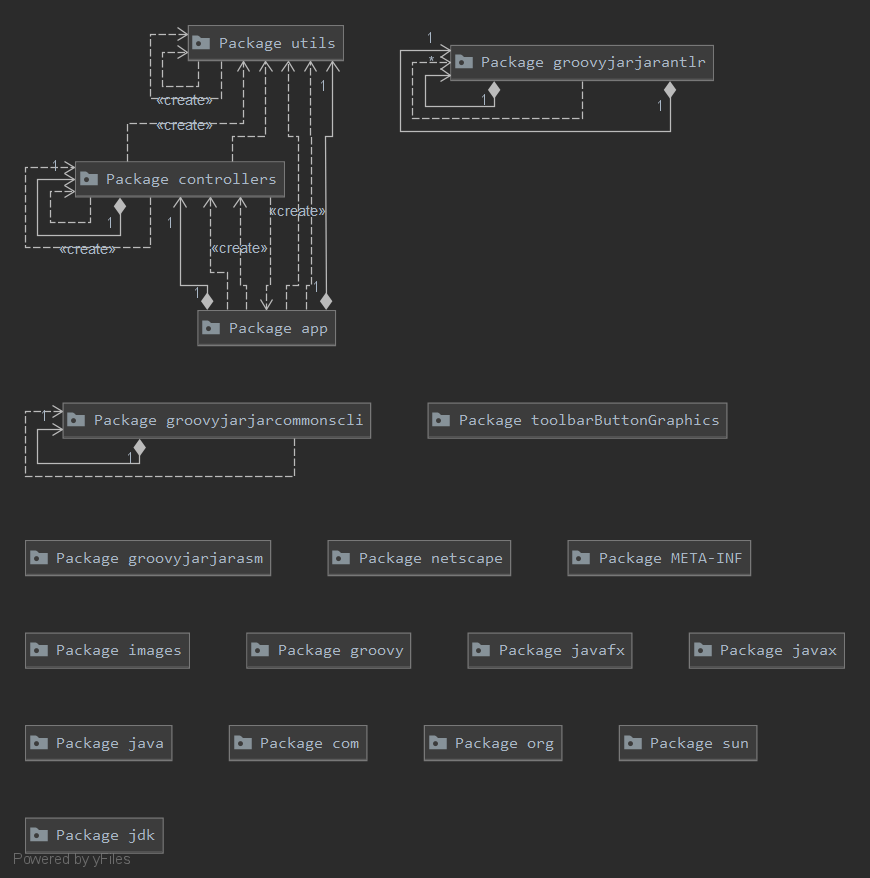 Package utils
1
Package groovyjarjarantlr
*
1
«create»
1
1
«create»
1
Package controllers
1
1
«create»
«create»
«create»
1
1
Package app
1
Package groovyjarjarcommonscli
Package toolbarButtonGraphics
1
Package groovyjarjarasm
Package netscape
Package META-INF
Package images
Package groovy
Package javafx
Package javax
Package java
Package com
Package org
Package sun
Package jdk
Powered by yFiles